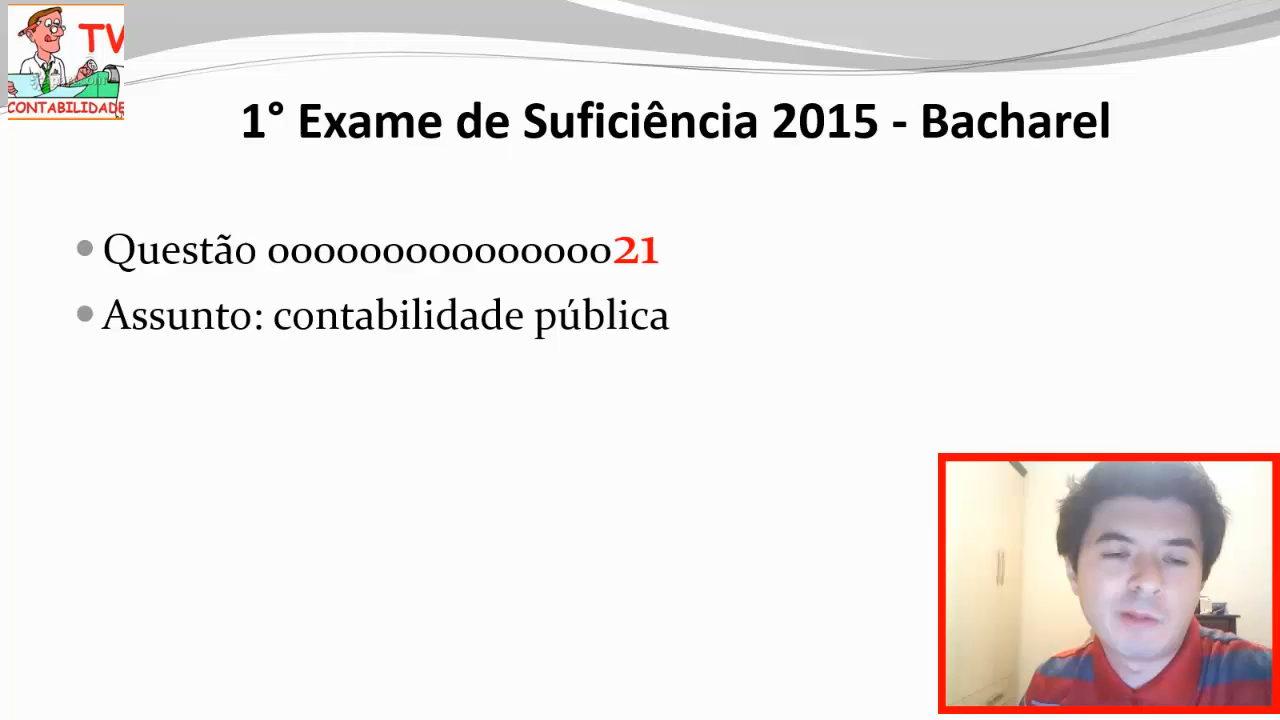 TV
CONTABILIDADE
1° Exame de Suficiência 2015 - Bacharel
Questão ooooooooooooooo21
Assunto: contabilidade pública